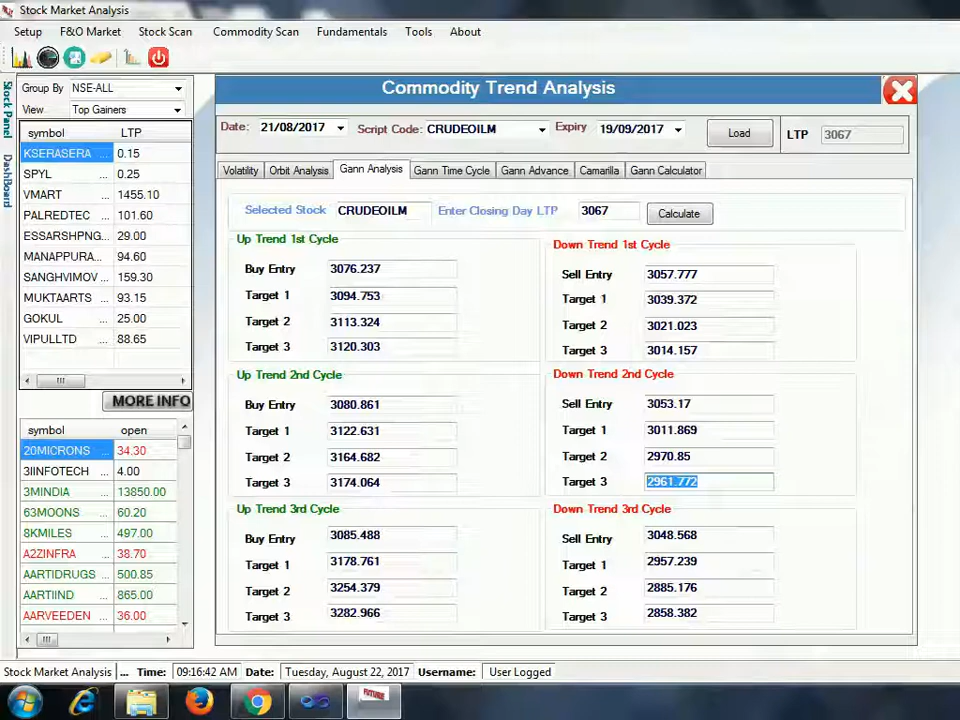 Stock Market Analysis
Setup F&O Market Stock Scan Commodity Scan Fundamentals Tools About
Stock Panel
DashBoard
Group By NSE-ALL
View Top Gainers
symbol LTP
KSERASERA ... 0.15
SPYL ... 0.25
VMART ... 1455.10
PALREDTEC ... 101.60
ESSARSHPNG... 29.00
MANAPPURA... 94.60
SANGHVIMOV ... 159.30
MUKTAARTS ... 93.15
GOKUL ... 25.00
VIPULLTD ... 88.65
MORE INFO
symbol open
20MICRONS ... 34.30
3IINFOTECH ... 4.00
3MINDIA ... 13850.00
63MOONS ... 60.20
8KMILES ... 497.00
A2ZINFRA ... 38.70
AARTIDRUGS ... 500.85
AARTIIND ... 865.00
AARVEEDEN ... 36.00
Commodity Trend Analysis
Date: 21/08/2017 Script Code: CRUDEOILM Expiry 19/09/2017 Load LTP 3067
Volatility Orbit Analysis Gann Analysis Gann Time Cycle Gann Advance Camarilla Gann Calculator
Selected Stock CRUDEOILM Enter Closing Day LTP 3067 Calculate
Up Trend 1st Cycle
Buy Entry 3076.237
Target 1 3094.753
Target 2 3113.324
Target 3 3120.303
Down Trend 1st Cycle
Sell Entry 3057.777
Target 1 3039.372
Target 2 3021.023
Target 3 3014.157
Up Trend 2nd Cycle
Buy Entry 3080.861
Target 1 3122.631
Target 2 3164.682
Target 3 3174.064
Down Trend 2nd Cycle
Sell Entry 3053.17
Target 1 3011.869
Target 2 2970.85
Target 3 2961.772
Up Trend 3rd Cycle
Buy Entry 3085.488
Target 1 3178.761
Target 2 3254.379
Target 3 3282.966
Down Trend 3rd Cycle
Sell Entry 3048.568
Target 1 2957.239
Target 2 2885.176
Target 3 2858.382
Stock Market Analysis ... Time: 09:16:42 AM Date: Tuesday, August 22, 2017 Username: User Logged
FUTURE